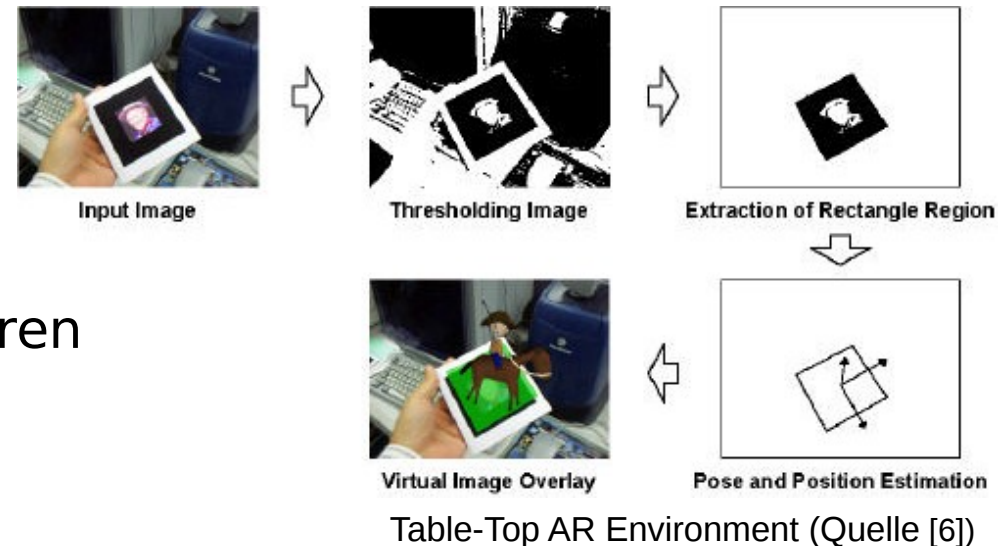 Input Image
Thresholding Image
Extraction of Rectangle Region
ren
Virtual Image Overlay
Pose and Position Estimation
Table-Top AR Environment (Quelle [6])